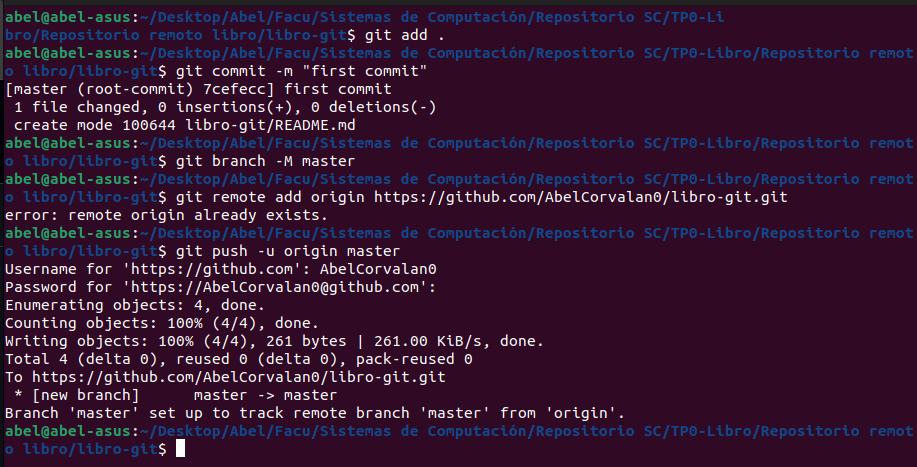 abel@abel-asus:~/Desktop/Abel/Facu/Sistemas de Computación/Repositorio SC/TP0-Li
bro/Repositorio remoto libro/libro-git$ git add .
abel@abel-asus:~/Desktop/Abel/Facu/Sistemas de Computación/Repositorio SC/TP0-Libro/Repositorio remot
o libro/libro-git$ git commit -m "first commit"
[master (root-commit) 7cefecc] first commit
 1 file changed, 0 insertions(+), 0 deletions(-)
 create mode 100644 libro-git/README.md
abel@abel-asus:~/Desktop/Abel/Facu/Sistemas de Computación/Repositorio SC/TP0-Libro/Repositorio remot
o libro/libro-git$ git branch -M master
abel@abel-asus:~/Desktop/Abel/Facu/Sistemas de Computación/Repositorio SC/TP0-Libro/Repositorio remot
o libro/libro-git$ git remote add origin https://github.com/AbelCorvalan0/libro-git.git
error: remote origin already exists.
abel@abel-asus:~/Desktop/Abel/Facu/Sistemas de Computación/Repositorio SC/TP0-Libro/Repositorio remot
o libro/libro-git$ git push -u origin master
Username for 'https://github.com': AbelCorvalan0
Password for 'https://AbelCorvalan0@github.com':
Enumerating objects: 4, done.
Counting objects: 100% (4/4), done.
Writing objects: 100% (4/4), 261 bytes | 261.00 KiB/s, done.
Total 4 (delta 0), reused 0 (delta 0), pack-reused 0
To https://github.com/AbelCorvalan0/libro-git.git
 * [new branch]      master -> master
Branch 'master' set up to track remote branch 'master' from 'origin'.
abel@abel-asus:~/Desktop/Abel/Facu/Sistemas de Computación/Repositorio SC/TP0-Libro/Repositorio remot
o libro/libro-git$